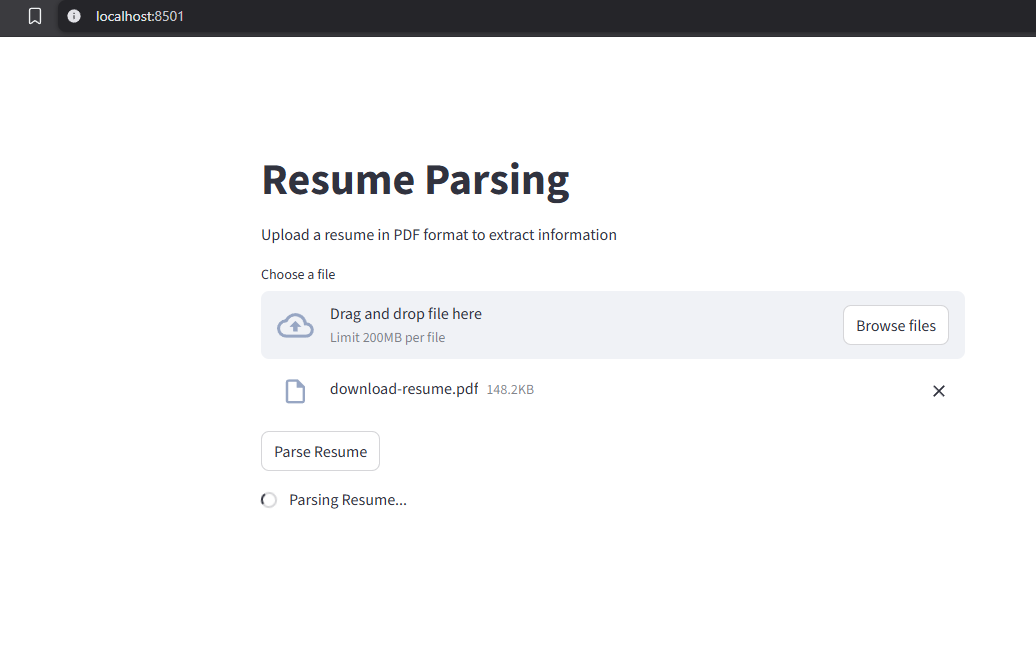 localhost:8501
Resume Parsing
Upload a resume in PDF format to extract information
Choose a file
Drag and drop file here
Limit 200MB per file
Browse files
download-resume.pdf 148.2KB
Parse Resume
Parsing Resume...